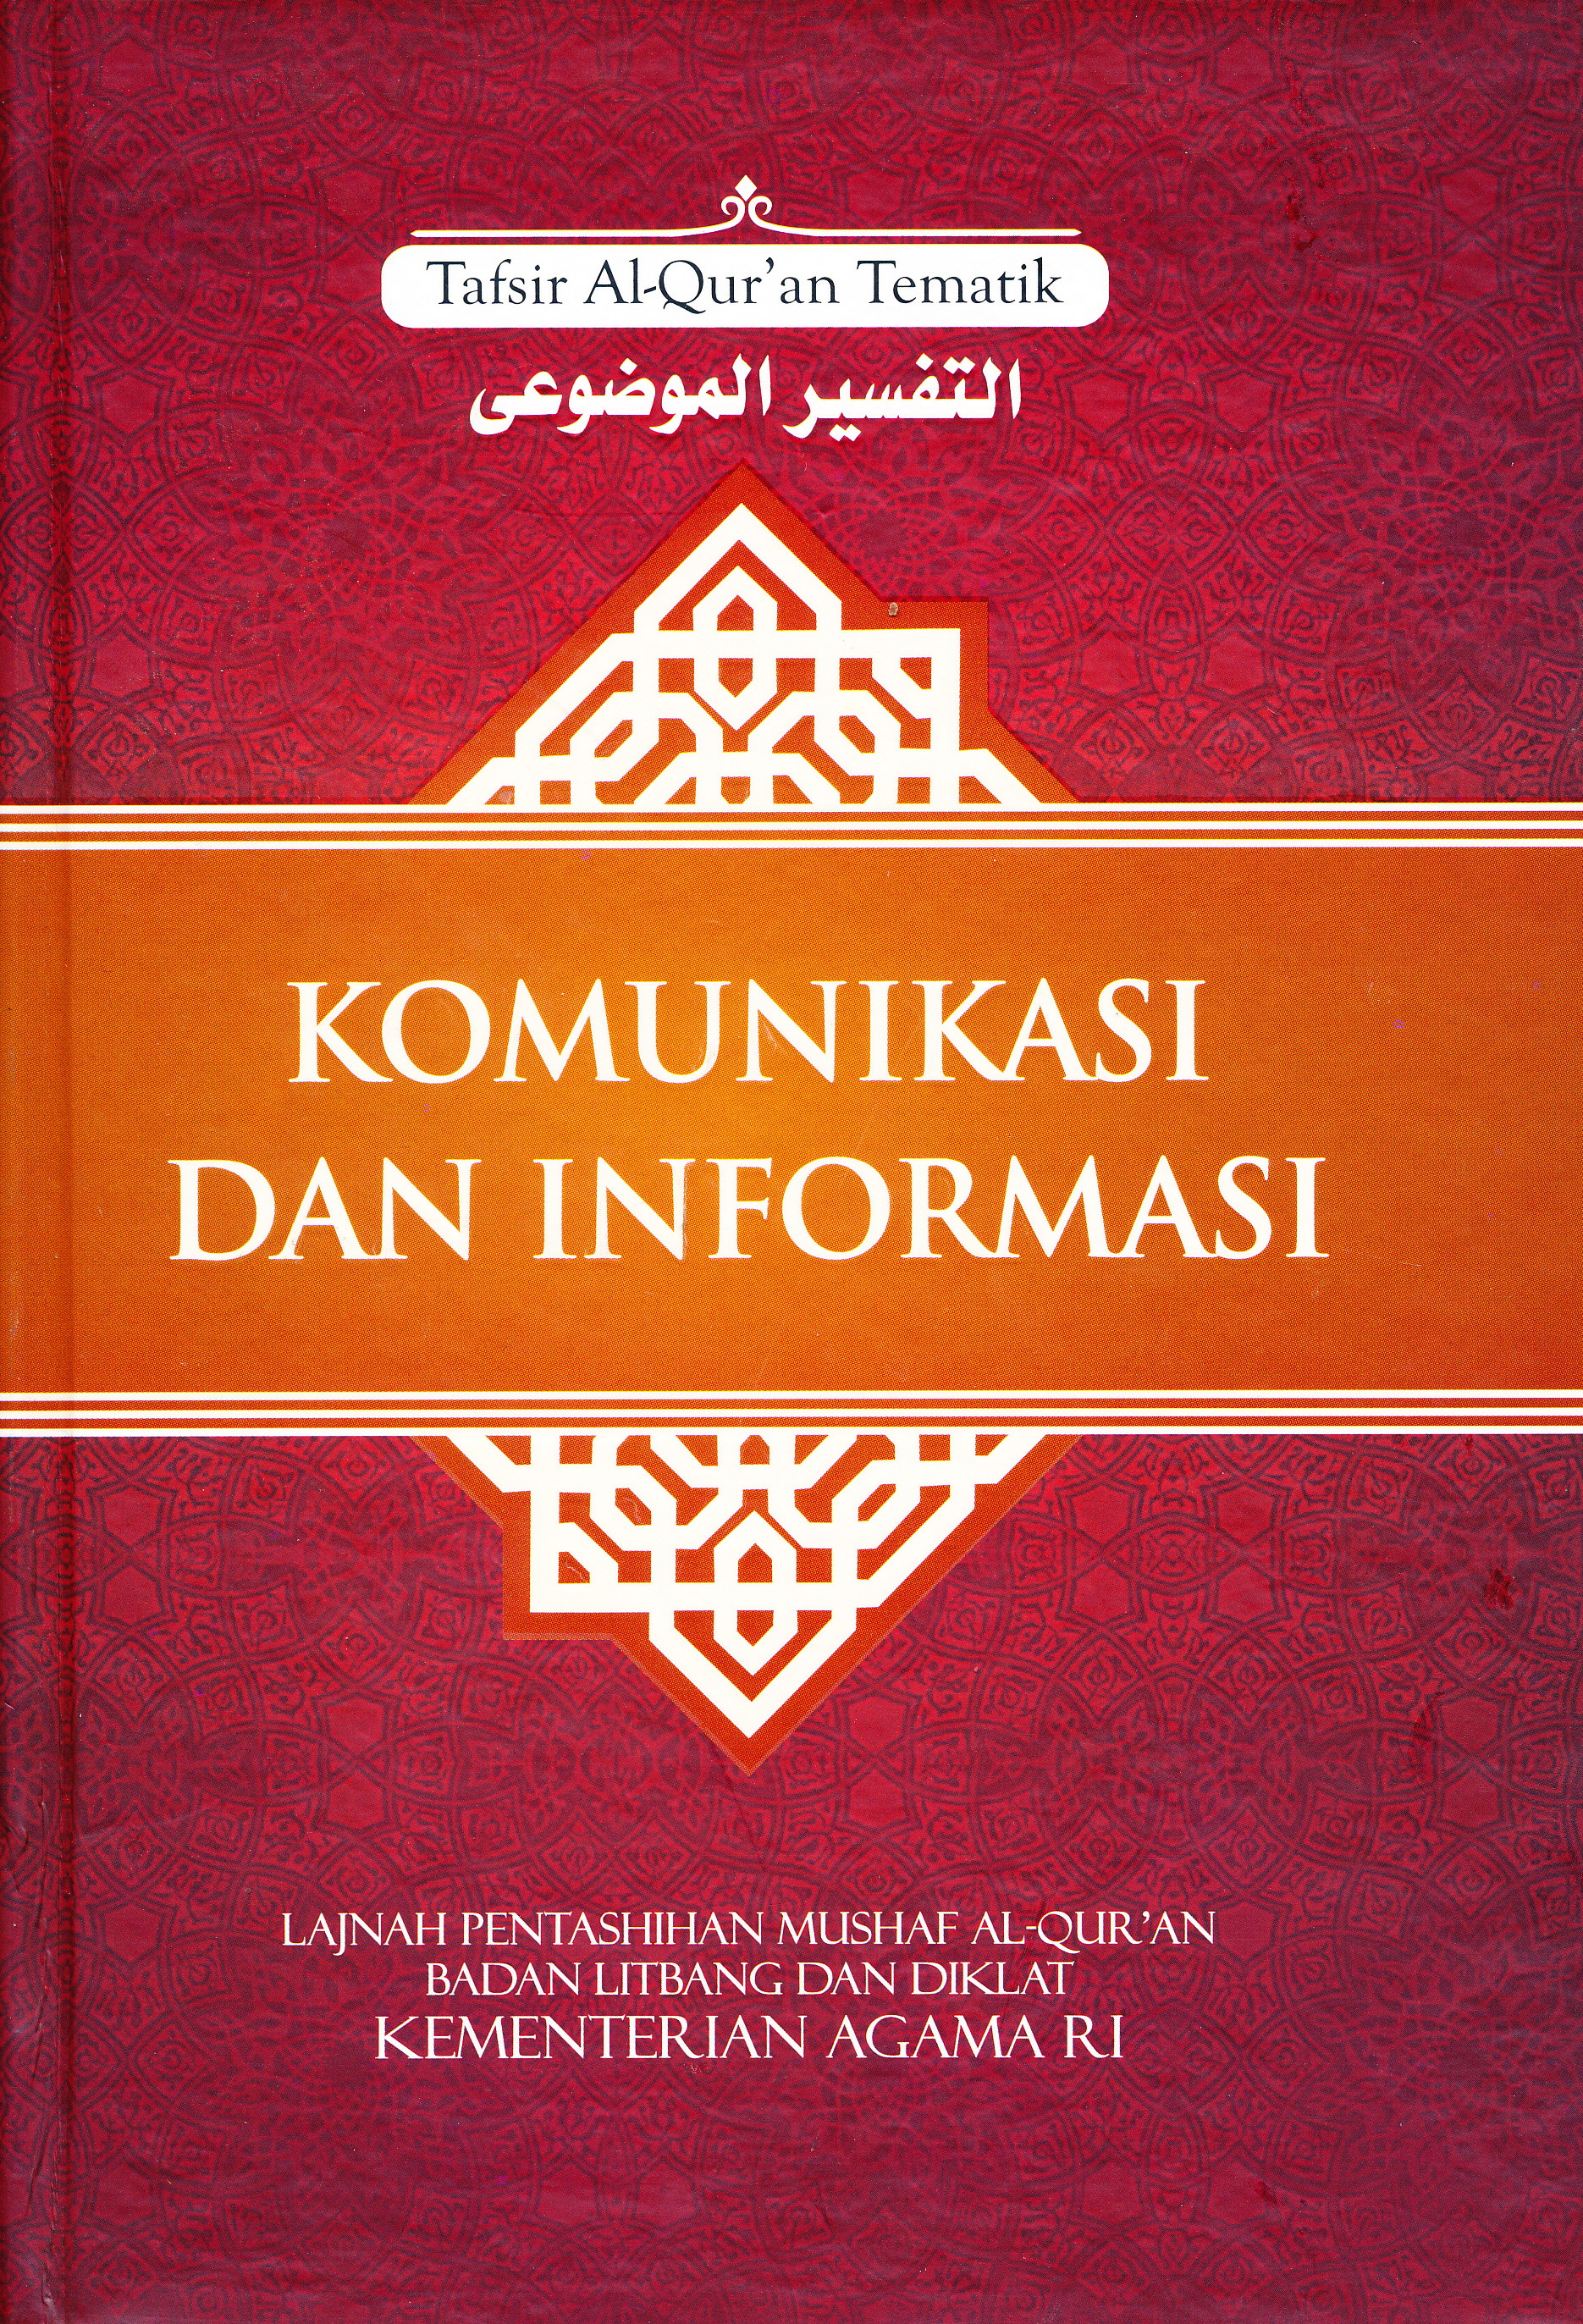 Tafsir Al-Qur'an Tematik
التفسير الموضوعى
KOMUNIKASI
DAN INFORMASI
LAJNAH PENTASHIHAN MUSHAF AL-QUR'AN
BADAN LITBANG DAN DIKLAT
KEMENTERIAN AGAMA RI